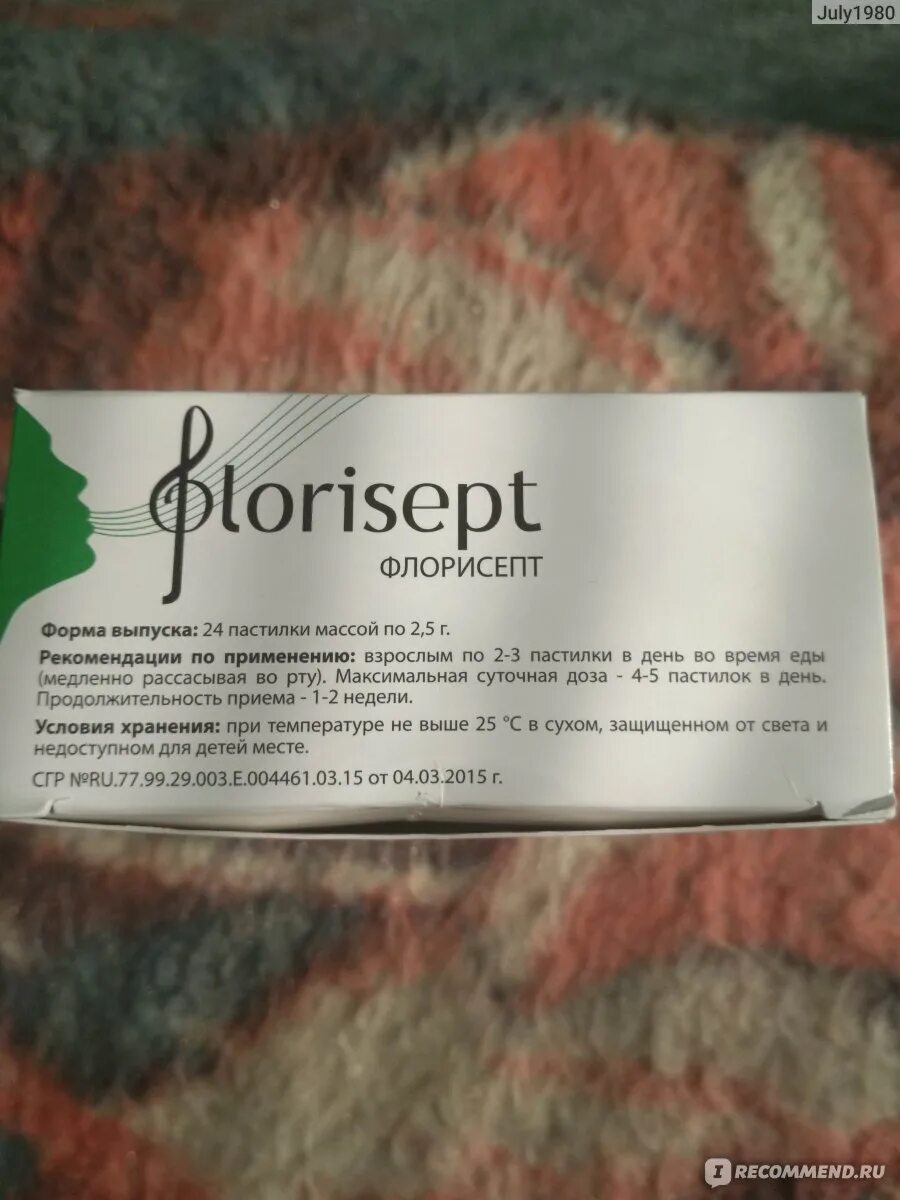 July1980
florisept
ФЛОРИСЕПТ
Форма выпуска: 24 пастилки массой по 2,5 г.
Рекомендации по применению: взрослым по 2-3 пастилки в день во время еды
(медленно рассасывая во рту). Максимальная суточная доза - 4-5 пастилок в день.
Продолжительность приема - 1-2 недели.
Условия хранения: при температуре не выше 25 °С в сухом, защищенном от света и
недоступном для детей месте.
СГР №RU.77.99.29.003.Е.004461.03.15 от 04.03.2015 г.
IRECOMMEND.RU